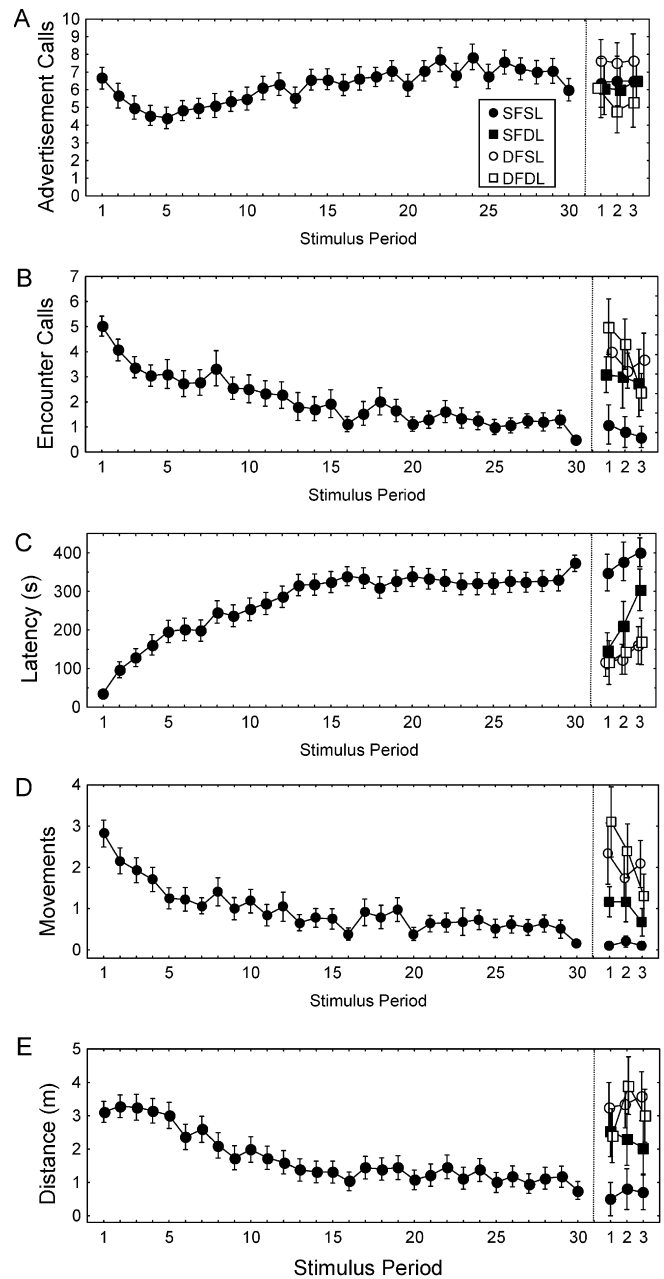 A
Advertisement Calls
10
9
8
7
6
5
4
3
2
1
0
SFSL
SFDL
DFSL
DFDL
1 5 10 15 20 25 30 1 2 3
Stimulus Period
B
Encounter Calls
7
6
5
4
3
2
1
0
1 5 10 15 20 25 30 1 2 3
Stimulus Period
C
Latency (s)
400
300
200
100
0
1 5 10 15 20 25 30 1 2 3
Stimulus Period
D
Movements
4
3
2
1
0
1 5 10 15 20 25 30 1 2 3
Stimulus Period
E
Distance (m)
5
4
3
2
1
0
1 5 10 15 20 25 30 1 2 3
Stimulus Period